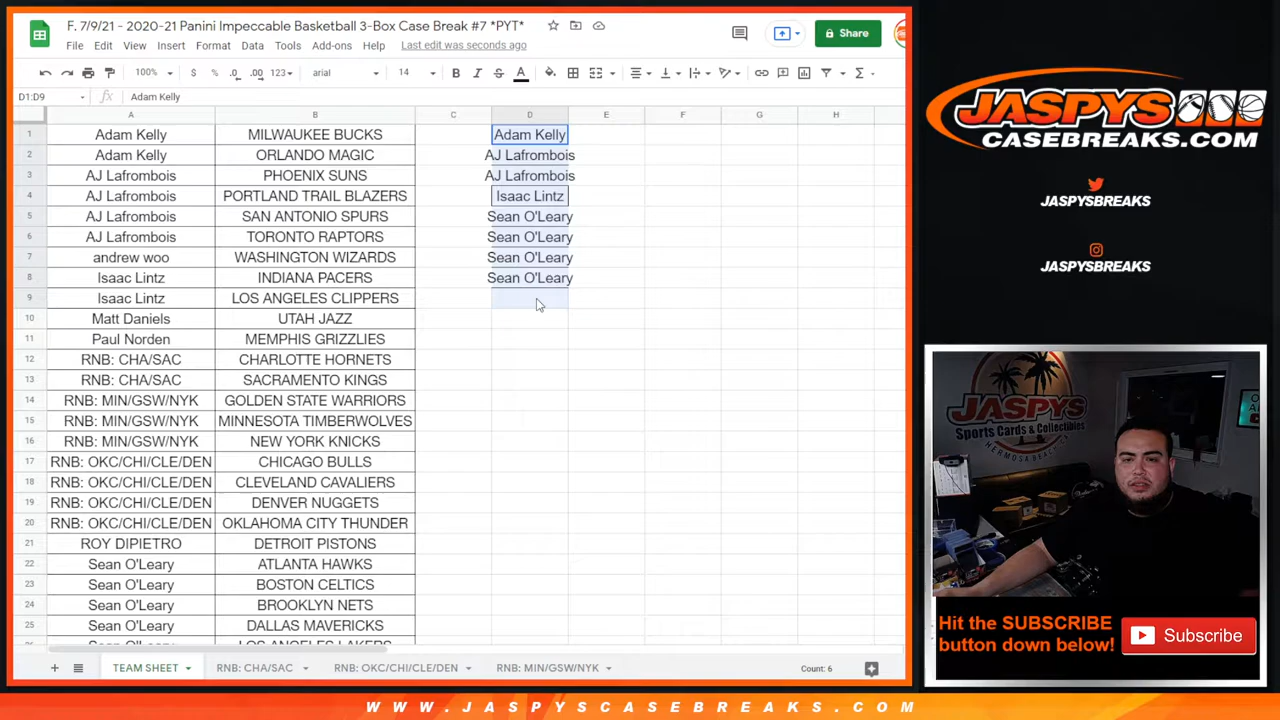 F. 7/9/21 - 2020-21 Panini Impeccable Basketball 3-Box Case Break #7 *PYT*
File Edit View Insert Format Data Tools Add-ons Help Last edit was seconds ago
Share
100% $ % .0 .00 123 arial 14 B I S A
D1:D9 fx Adam Kelly
A B C D E F G H
1 Adam Kelly MILWAUKEE BUCKS Adam Kelly
2 Adam Kelly ORLANDO MAGIC AJ Lafrombois
3 AJ Lafrombois PHOENIX SUNS AJ Lafrombois
4 AJ Lafrombois PORTLAND TRAIL BLAZERS Isaac Lintz
5 AJ Lafrombois SAN ANTONIO SPURS Sean O'Leary
6 AJ Lafrombois TORONTO RAPTORS Sean O'Leary
7 andrew woo WASHINGTON WIZARDS Sean O'Leary
8 Isaac Lintz INDIANA PACERS Sean O'Leary
9 Isaac Lintz LOS ANGELES CLIPPERS
10 Matt Daniels UTAH JAZZ
11 Paul Norden MEMPHIS GRIZZLIES
12 RNB: CHA/SAC CHARLOTTE HORNETS
13 RNB: CHA/SAC SACRAMENTO KINGS
14 RNB: MIN/GSW/NYK GOLDEN STATE WARRIORS
15 RNB: MIN/GSW/NYK MINNESOTA TIMBERWOLVES
16 RNB: MIN/GSW/NYK NEW YORK KNICKS
17 RNB: OKC/CHI/CLE/DEN CHICAGO BULLS
18 RNB: OKC/CHI/CLE/DEN CLEVELAND CAVALIERS
19 RNB: OKC/CHI/CLE/DEN DENVER NUGGETS
20 RNB: OKC/CHI/CLE/DEN OKLAHOMA CITY THUNDER
21 ROY DIPIETRO DETROIT PISTONS
22 Sean O'Leary ATLANTA HAWKS
23 Sean O'Leary BOSTON CELTICS
24 Sean O'Leary BROOKLYN NETS
25 Sean O'Leary DALLAS MAVERICKS
Sean O'Leary LOS ANGELES LAKERS
TEAM SHEET RNB: CHA/SAC RNB: OKC/CHI/CLE/DEN RNB: MIN/GSW/NYK Count: 6
JASPYS
CASEBREAKS.COM
JASPYSBREAKS
JASPYSBREAKS
JASPYS
Sports Cards & Collectibles
HERMOSA BEACH
Hit the SUBSCRIBE
button down below!
Subscribe
WWW.JASPYSCASEBREAKS.COM